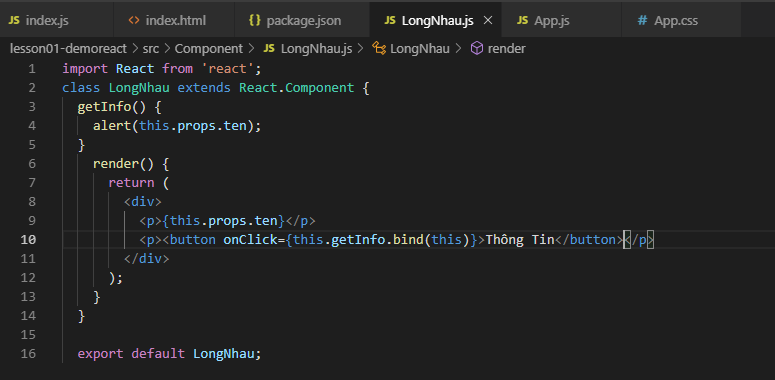 JS index.js <> index.html {} package.json JS LongNhau.js × JS App.js # App.css
lesson01-demoreact > src > Component > JS LongNhau.js > LongNhau > render
1 import React from 'react';
2 class LongNhau extends React.Component {
3   getInfo() {
4     alert(this.props.ten);
5   }
6     render() {
7       return (
8         <div>
9           <p>{this.props.ten}</p>
10           <p><button onClick={this.getInfo.bind(this)}>Thông Tin</button></p>
11         </div>
12       );
13     }
14   }
15
16   export default LongNhau;